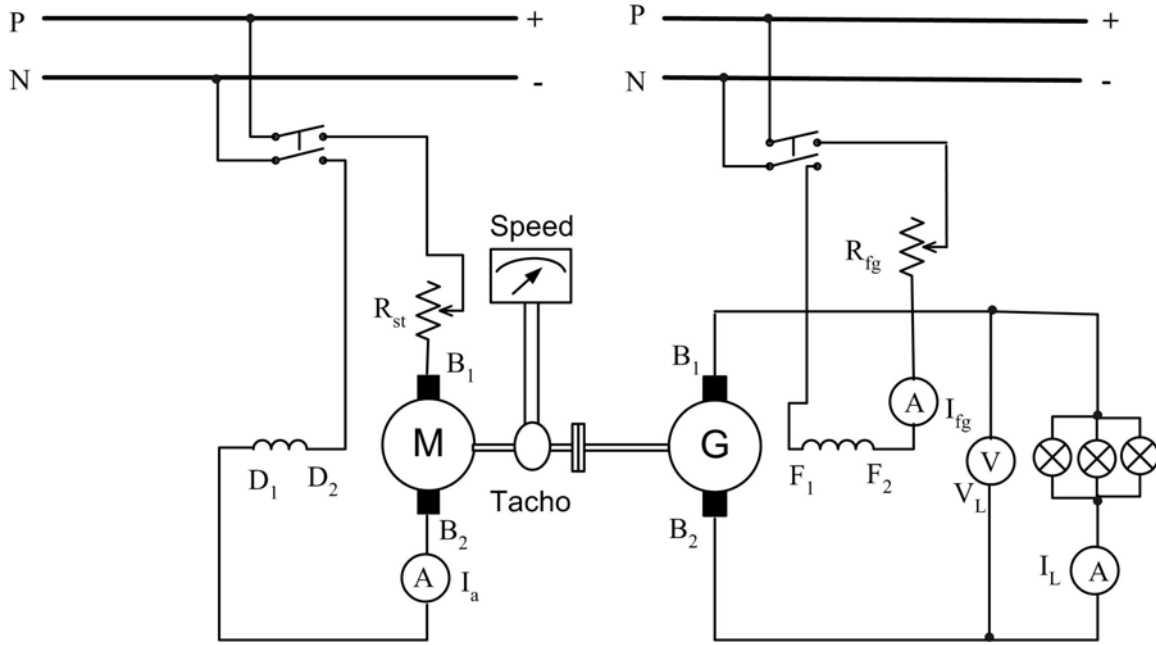 P + P +
N - N -
Speed
R_fg
R_st
B_1 B_1
A I_fg
M G V
D_1 D_2 F_1 F_2
V_L
Tacho
B_2 B_2
A I_a I_L A